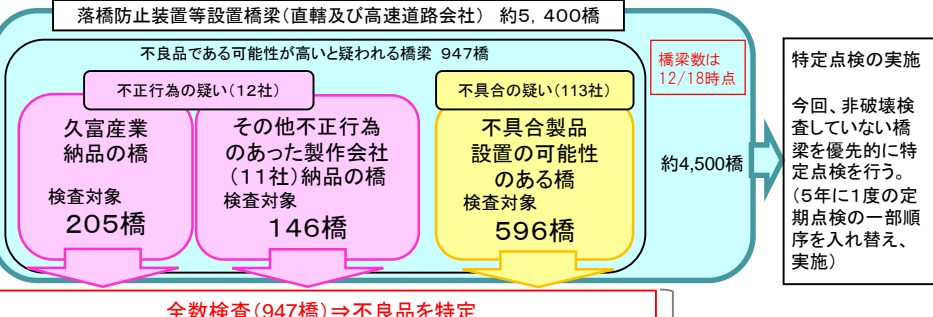 落橋防止装置等設置橋梁(直轄及び高速道路会社) 約5,400橋
不良品である可能性が高いと疑われる橋梁 947橋
橋梁数は
12/18時点
不正行為の疑い(12社)
不具合の疑い(113社)
久富産業
納品の橋
検査対象
205橋
その他不正行為
のあった製作会社
(11社)納品の橋
検査対象
146橋
不具合製品
設置の可能性
のある橋
検査対象
596橋
約4,500橋
特定点検の実施
今回、非破壊検
査していない橋
梁を優先的に特
定点検を行う。
(5年に1度の定
期点検の一部順
序を入れ替え、
実施)
全数検査(947橋)⇒不良品を特定